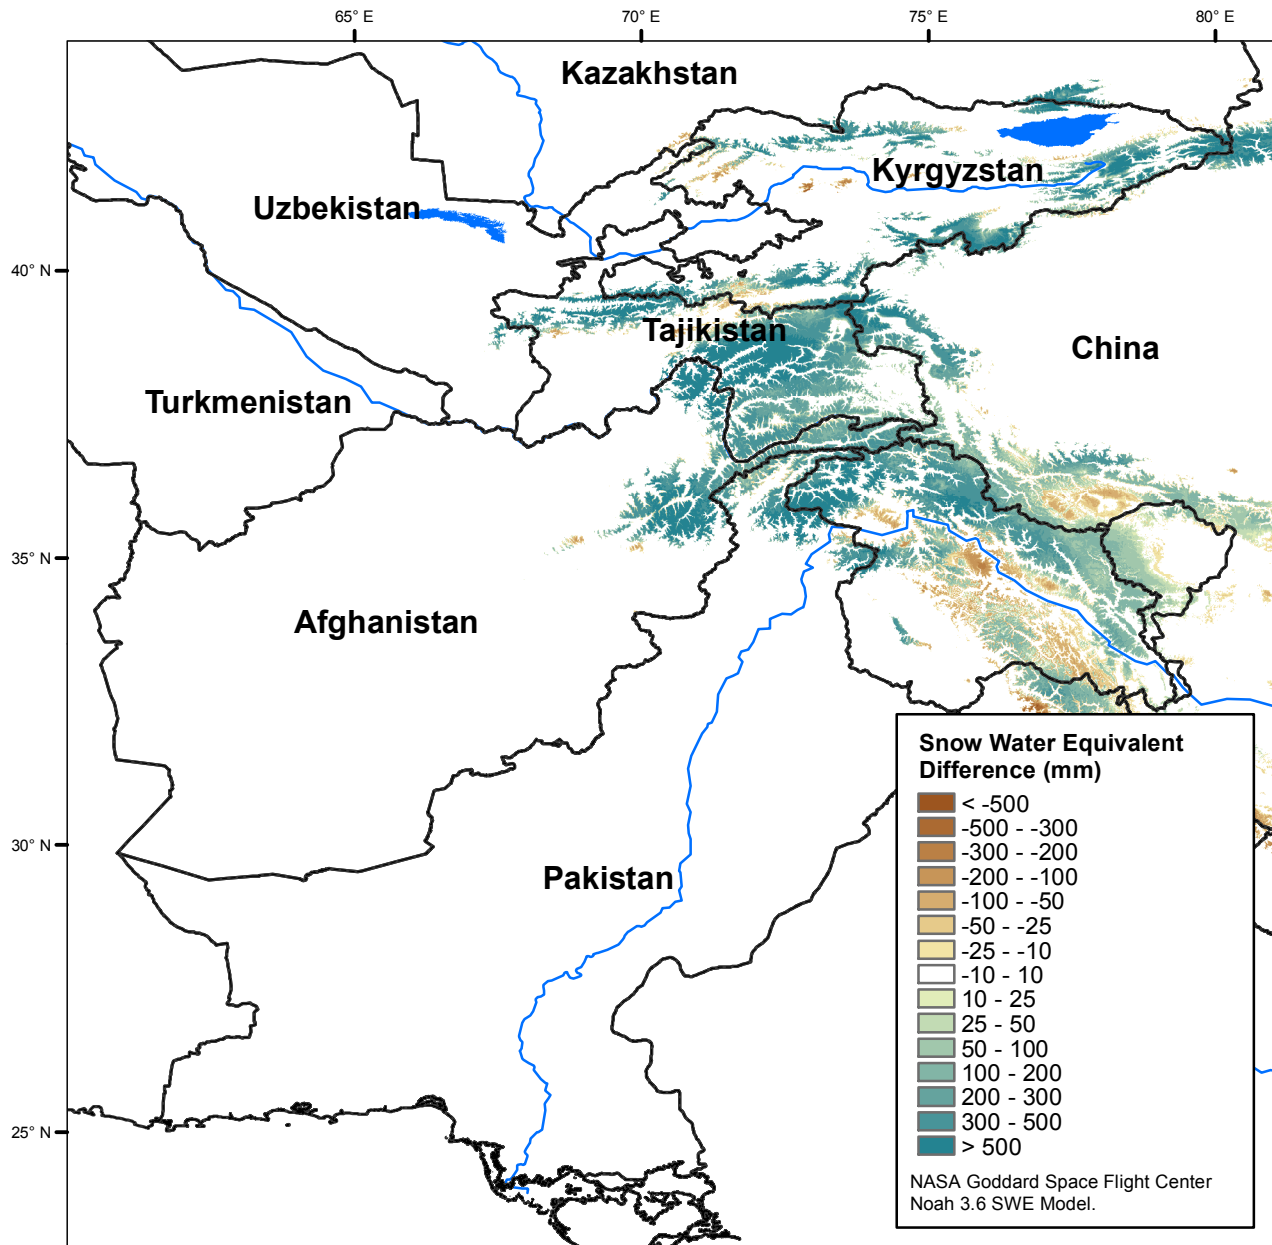 65° E
70° E
75° E
80° E
Kazakhstan
Kyrgyzstan
Uzbekistan
40° N
Tajikistan
China
Turkmenistan
35° N
Afghanistan
30° N
Pakistan
25° N
Snow Water Equivalent
Difference (mm)
< -500
-500 - -300
-300 - -200
-200 - -100
-100 - -50
-50 - -25
-25 - -10
-10 - 10
10 - 25
25 - 50
50 - 100
100 - 200
200 - 300
300 - 500
> 500
NASA Goddard Space Flight Center
Noah 3.6 SWE Model.